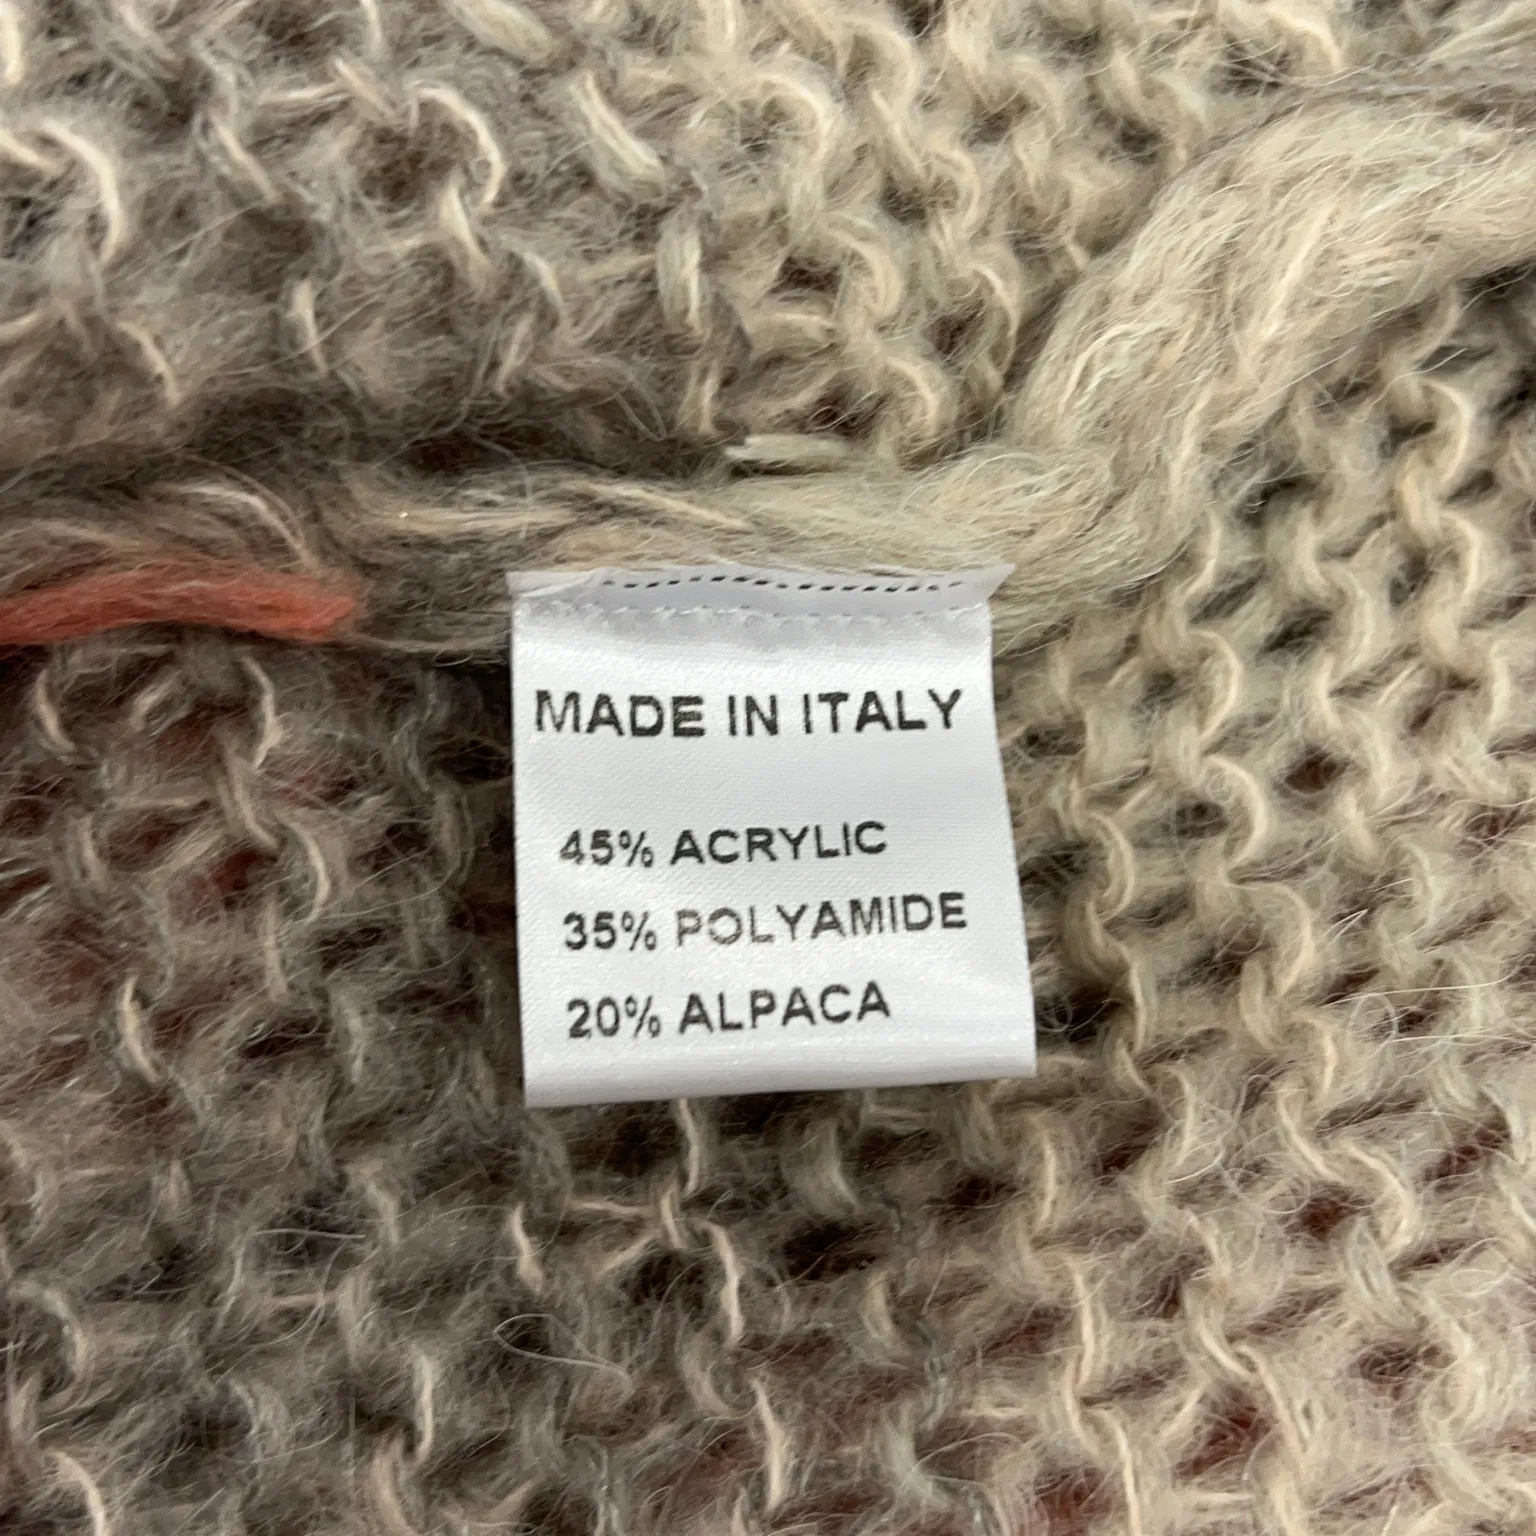 MADE IN ITALY
45% ACRYLIC
35% POLYAMIDE
20% ALPACA